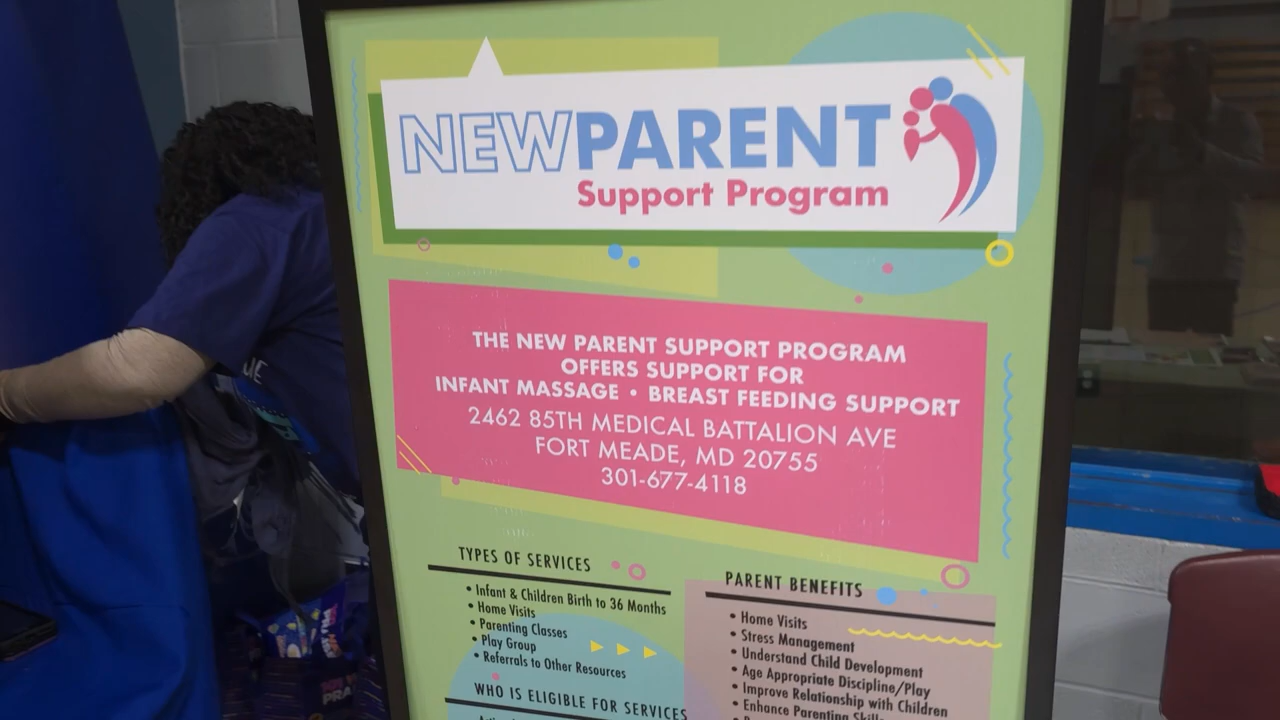 NEWPARENT
Support Program
THE NEW PARENT SUPPORT PROGRAM
OFFERS SUPPORT FOR
INFANT MASSAGE • BREAST FEEDING SUPPORT
2462 85TH MEDICAL BATTALION AVE
FORT MEADE, MD 20755
301-677-4118
TYPES OF SERVICES
• Infant & Children Birth to 36 Months
• Home Visits
• Parenting Classes
• Play Group
• Referrals to Other Resources
WHO IS ELIGIBLE FOR SERVICES
PARENT BENEFITS
• Home Visits
• Stress Management
• Understand Child Development
• Age Appropriate Discipline/Play
• Improve Relationship with Children
• Enhance Parenting